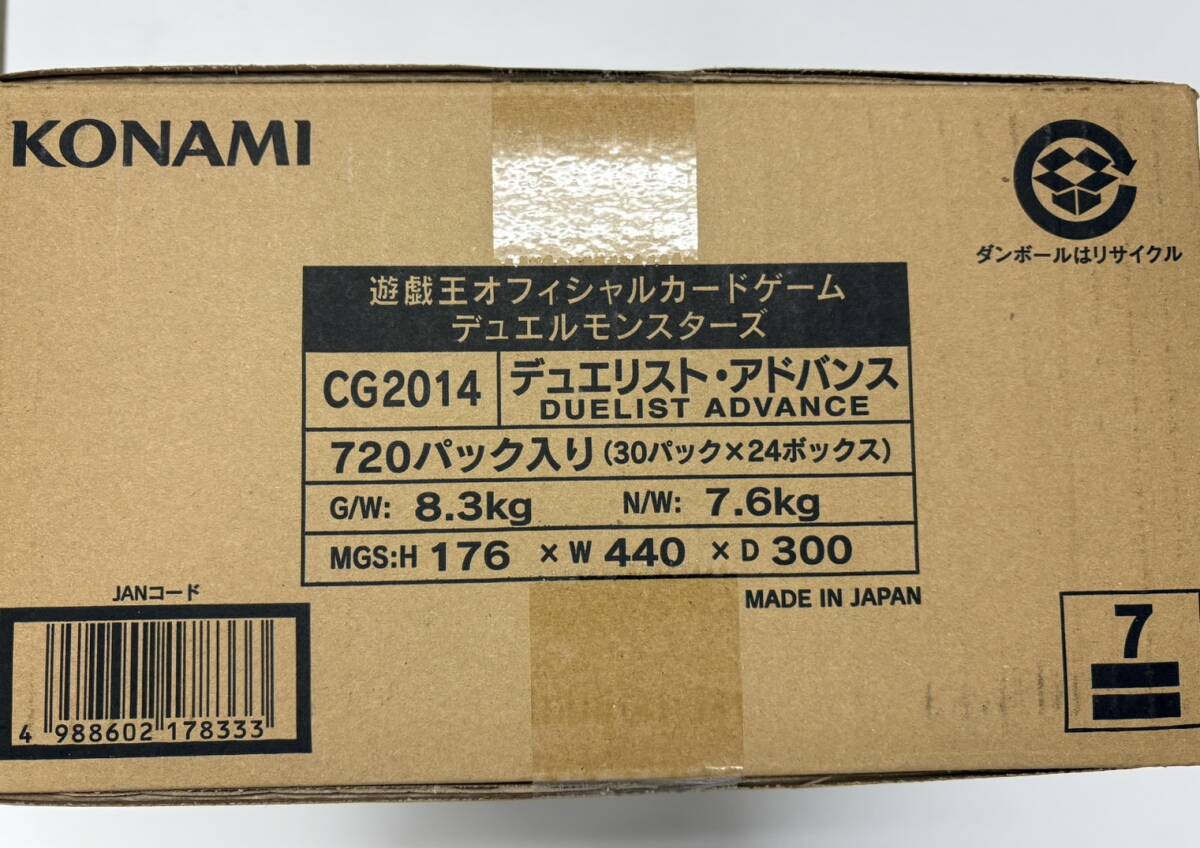 KONAMI
ダンボールはリサイクル
遊戯王オフィシャルカードゲーム
デュエルモンスターズ
CG2014
デュエリスト・アドバンス
DUELIST ADVANCE
720パック入り(30パック×24ボックス)
G/W: 8.3kg N/W: 7.6kg
MGS:H 176 × W 440 × D 300
MADE IN JAPAN
JANコード
4 988602 178333
7